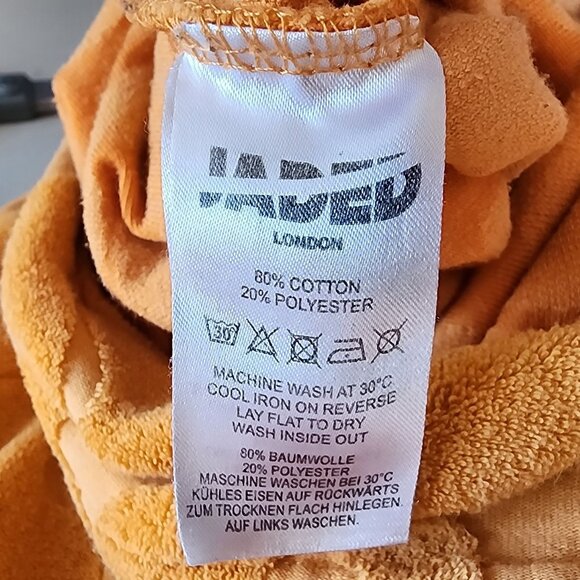 JADED
LONDON
80% COTTON
20% POLYESTER
30
MACHINE WASH AT 30°C
COOL IRON ON REVERSE
LAY FLAT TO DRY
WASH INSIDE OUT
80% BAUMWOLLE
20% POLYESTER
MASCHINE WASCHEN BEI 30°C
KÜHLES EISEN AUF RÜCKWÄRTS
ZUM TROCKNEN FLACH HINLEGEN.
AUF LINKS WASCHEN.